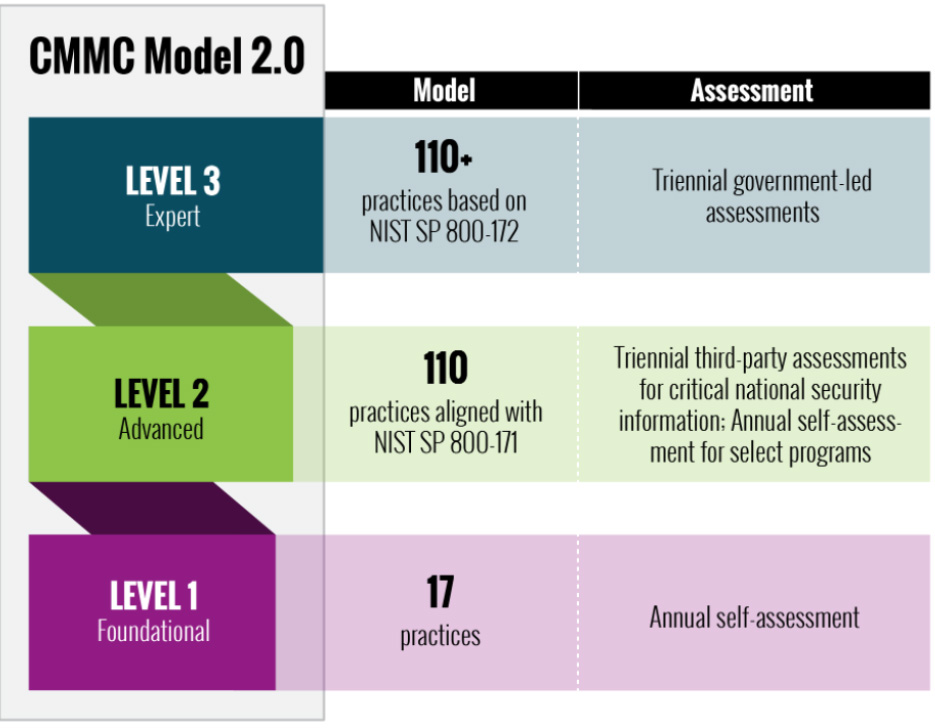 CMMC Model 2.0
Model
Assessment
LEVEL 3
Expert
110+
practices based on
NIST SP 800-172
Triennial government-led
assessments
LEVEL 2
Advanced
110
practices aligned with
NIST SP 800-171
Triennial third-party assessments
for critical national security
information; Annual self-assess-
ment for select programs
LEVEL 1
Foundational
17
practices
Annual self-assessment